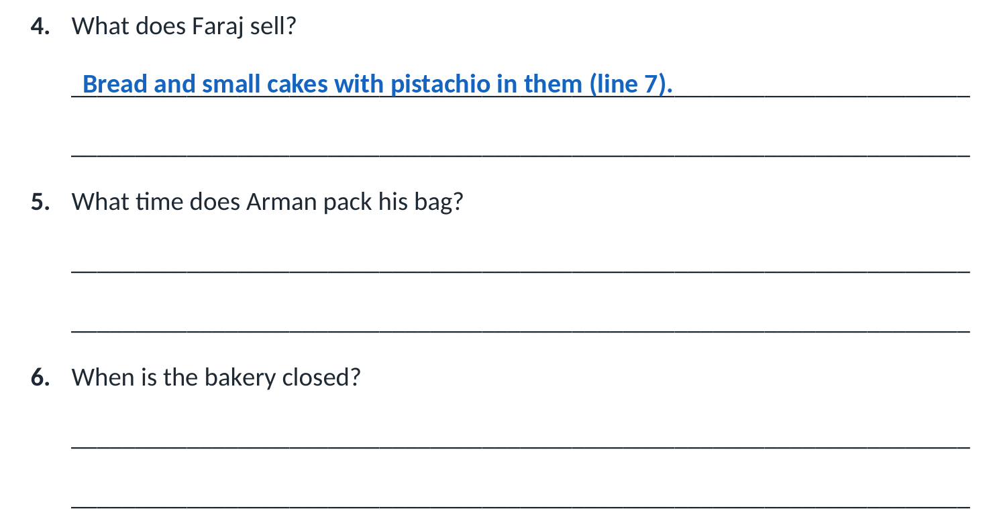 4. What does Faraj sell?
Bread and small cakes with pistachio in them (line 7).
5. What time does Arman pack his bag?
6. When is the bakery closed?